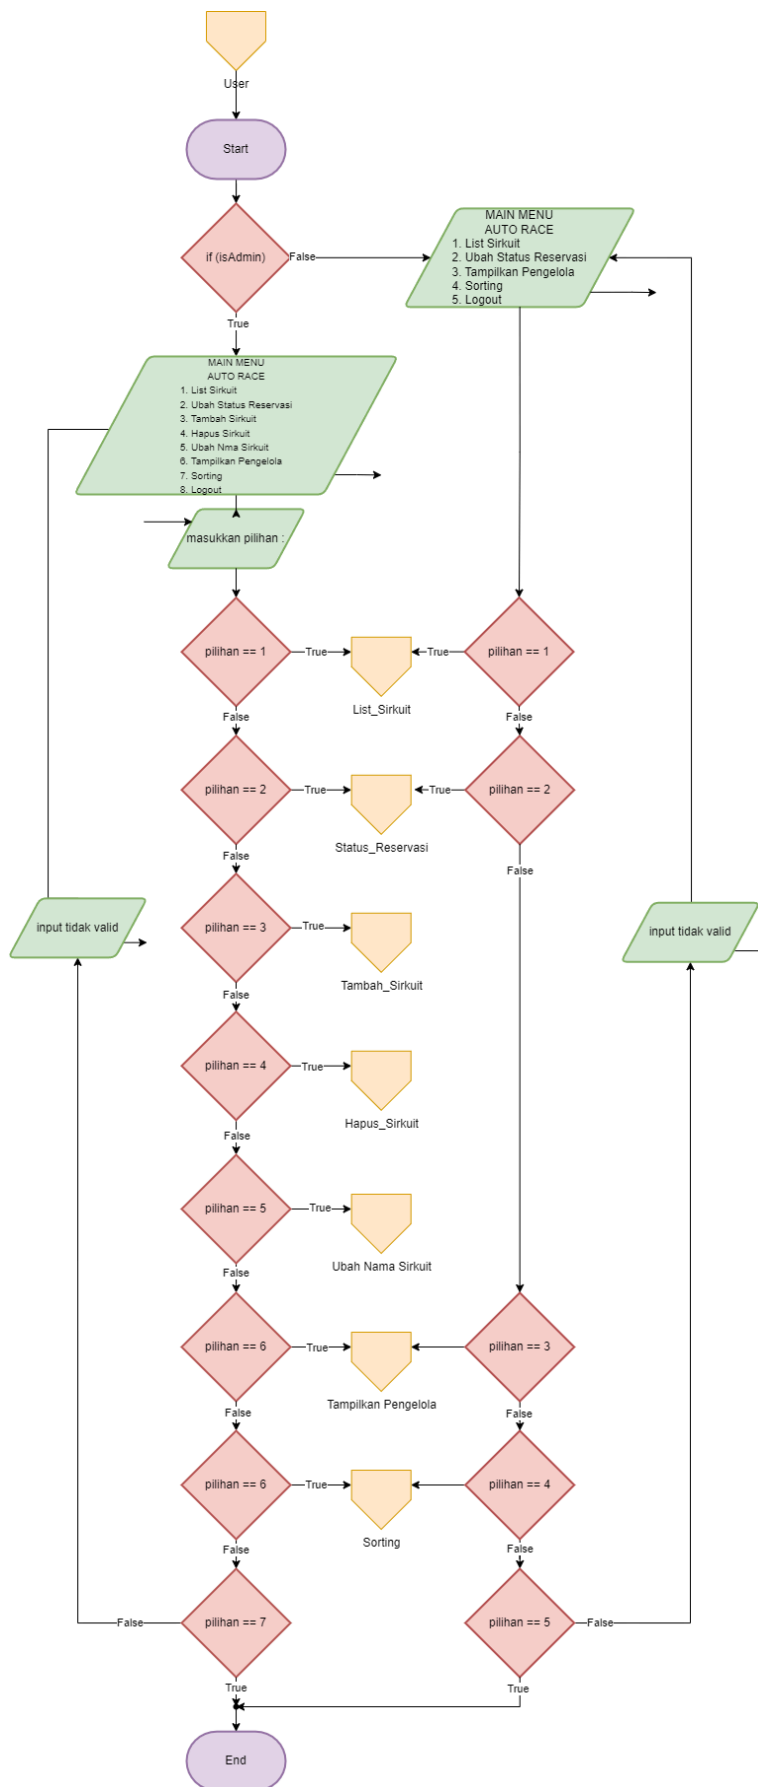 User
Start
if (isAdmin)
False
True
MAIN MENU
AUTO RACE
1. List Sirkuit
2. Ubah Status Reservasi
3. Tampilkan Pengelola
4. Sorting
5. Logout
MAIN MENU
AUTO RACE
1. List Sirkuit
2. Ubah Status Reservasi
3. Tambah Sirkuit
4. Hapus Sirkuit
5. Ubah Nma Sirkuit
6. Tampilkan Pengelola
7. Sorting
8. Logout
masukkan pilihan :
pilihan == 1
True
List_Sirkuit
True
pilihan == 1
False
False
pilihan == 2
True
Status_Reservasi
True
pilihan == 2
False
False
input tidak valid
pilihan == 3
True
Tambah_Sirkuit
input tidak valid
False
pilihan == 4
True
Hapus_Sirkuit
False
pilihan == 5
True
Ubah Nama Sirkuit
False
pilihan == 6
True
Tampilkan Pengelola
pilihan == 3
False
False
pilihan == 6
True
Sorting
pilihan == 4
False
False
False
pilihan == 7
pilihan == 5
False
True
True
End